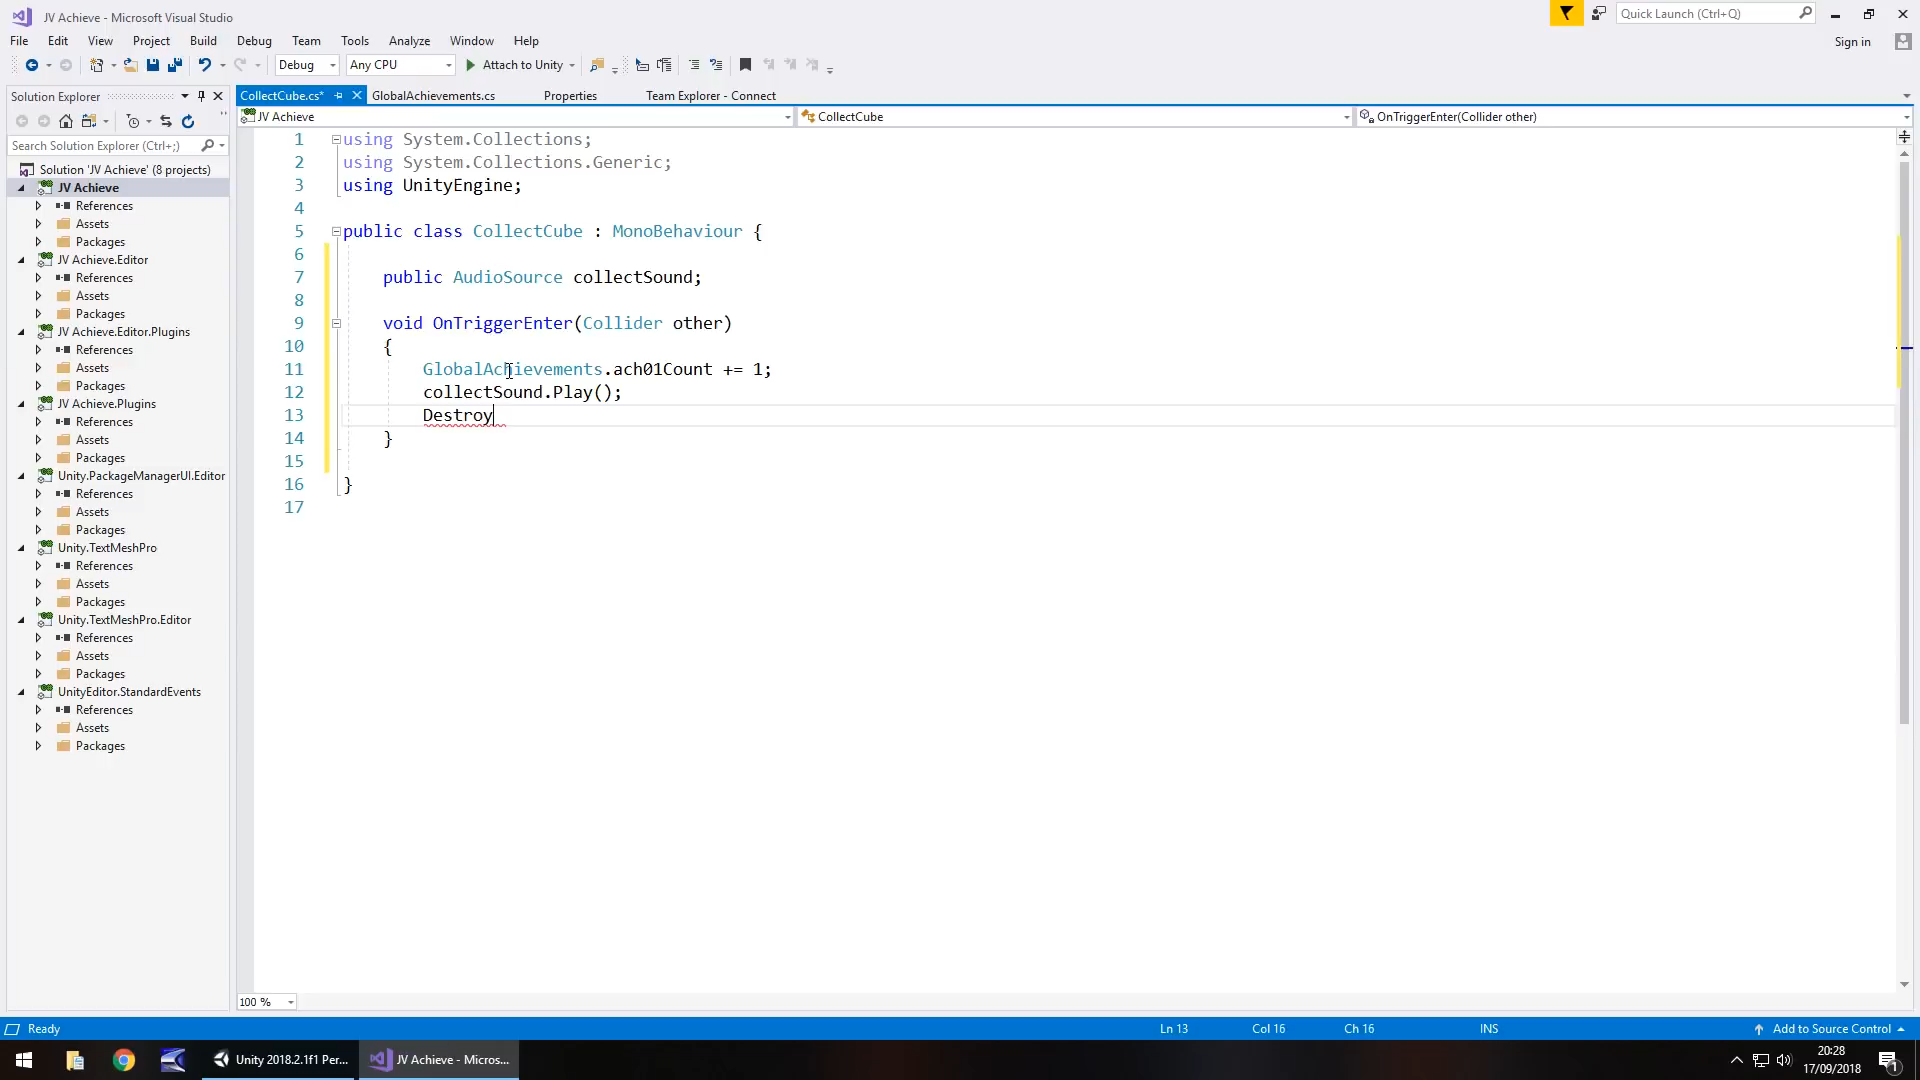 JV Achieve - Microsoft Visual Studio
Quick Launch (Ctrl+Q)
File Edit View Project Build Debug Team Tools Analyze Window Help
Sign in
Debug Any CPU Attach to Unity
Solution Explorer
CollectCube.cs* GlobalAchievements.cs Properties Team Explorer - Connect
JV Achieve CollectCube OnTriggerEnter(Collider other)
Search Solution Explorer (Ctrl+;)
Solution 'JV Achieve' (8 projects)
JV Achieve
References
Assets
Packages
JV Achieve.Editor
References
Assets
Packages
JV Achieve.Editor.Plugins
References
Assets
Packages
JV Achieve.Plugins
References
Assets
Packages
Unity.PackageManagerUI.Editor
References
Assets
Packages
Unity.TextMeshPro
References
Assets
Packages
Unity.TextMeshPro.Editor
References
Assets
Packages
UnityEditor.StandardEvents
References
Assets
Packages
1 using System.Collections;
2 using System.Collections.Generic;
3 using UnityEngine;
4
5 public class CollectCube : MonoBehaviour {
6
7 public AudioSource collectSound;
8
9 void OnTriggerEnter(Collider other)
10 {
11 GlobalAchievements.ach01Count += 1;
12 collectSound.Play();
13 Destroy
14 }
15
16 }
17
100 %
Ready Ln 13 Col 16 Ch 16 INS Add to Source Control
Unity 2018.2.1f1 Per... JV Achieve - Micros...
20:28
17/09/2018
1